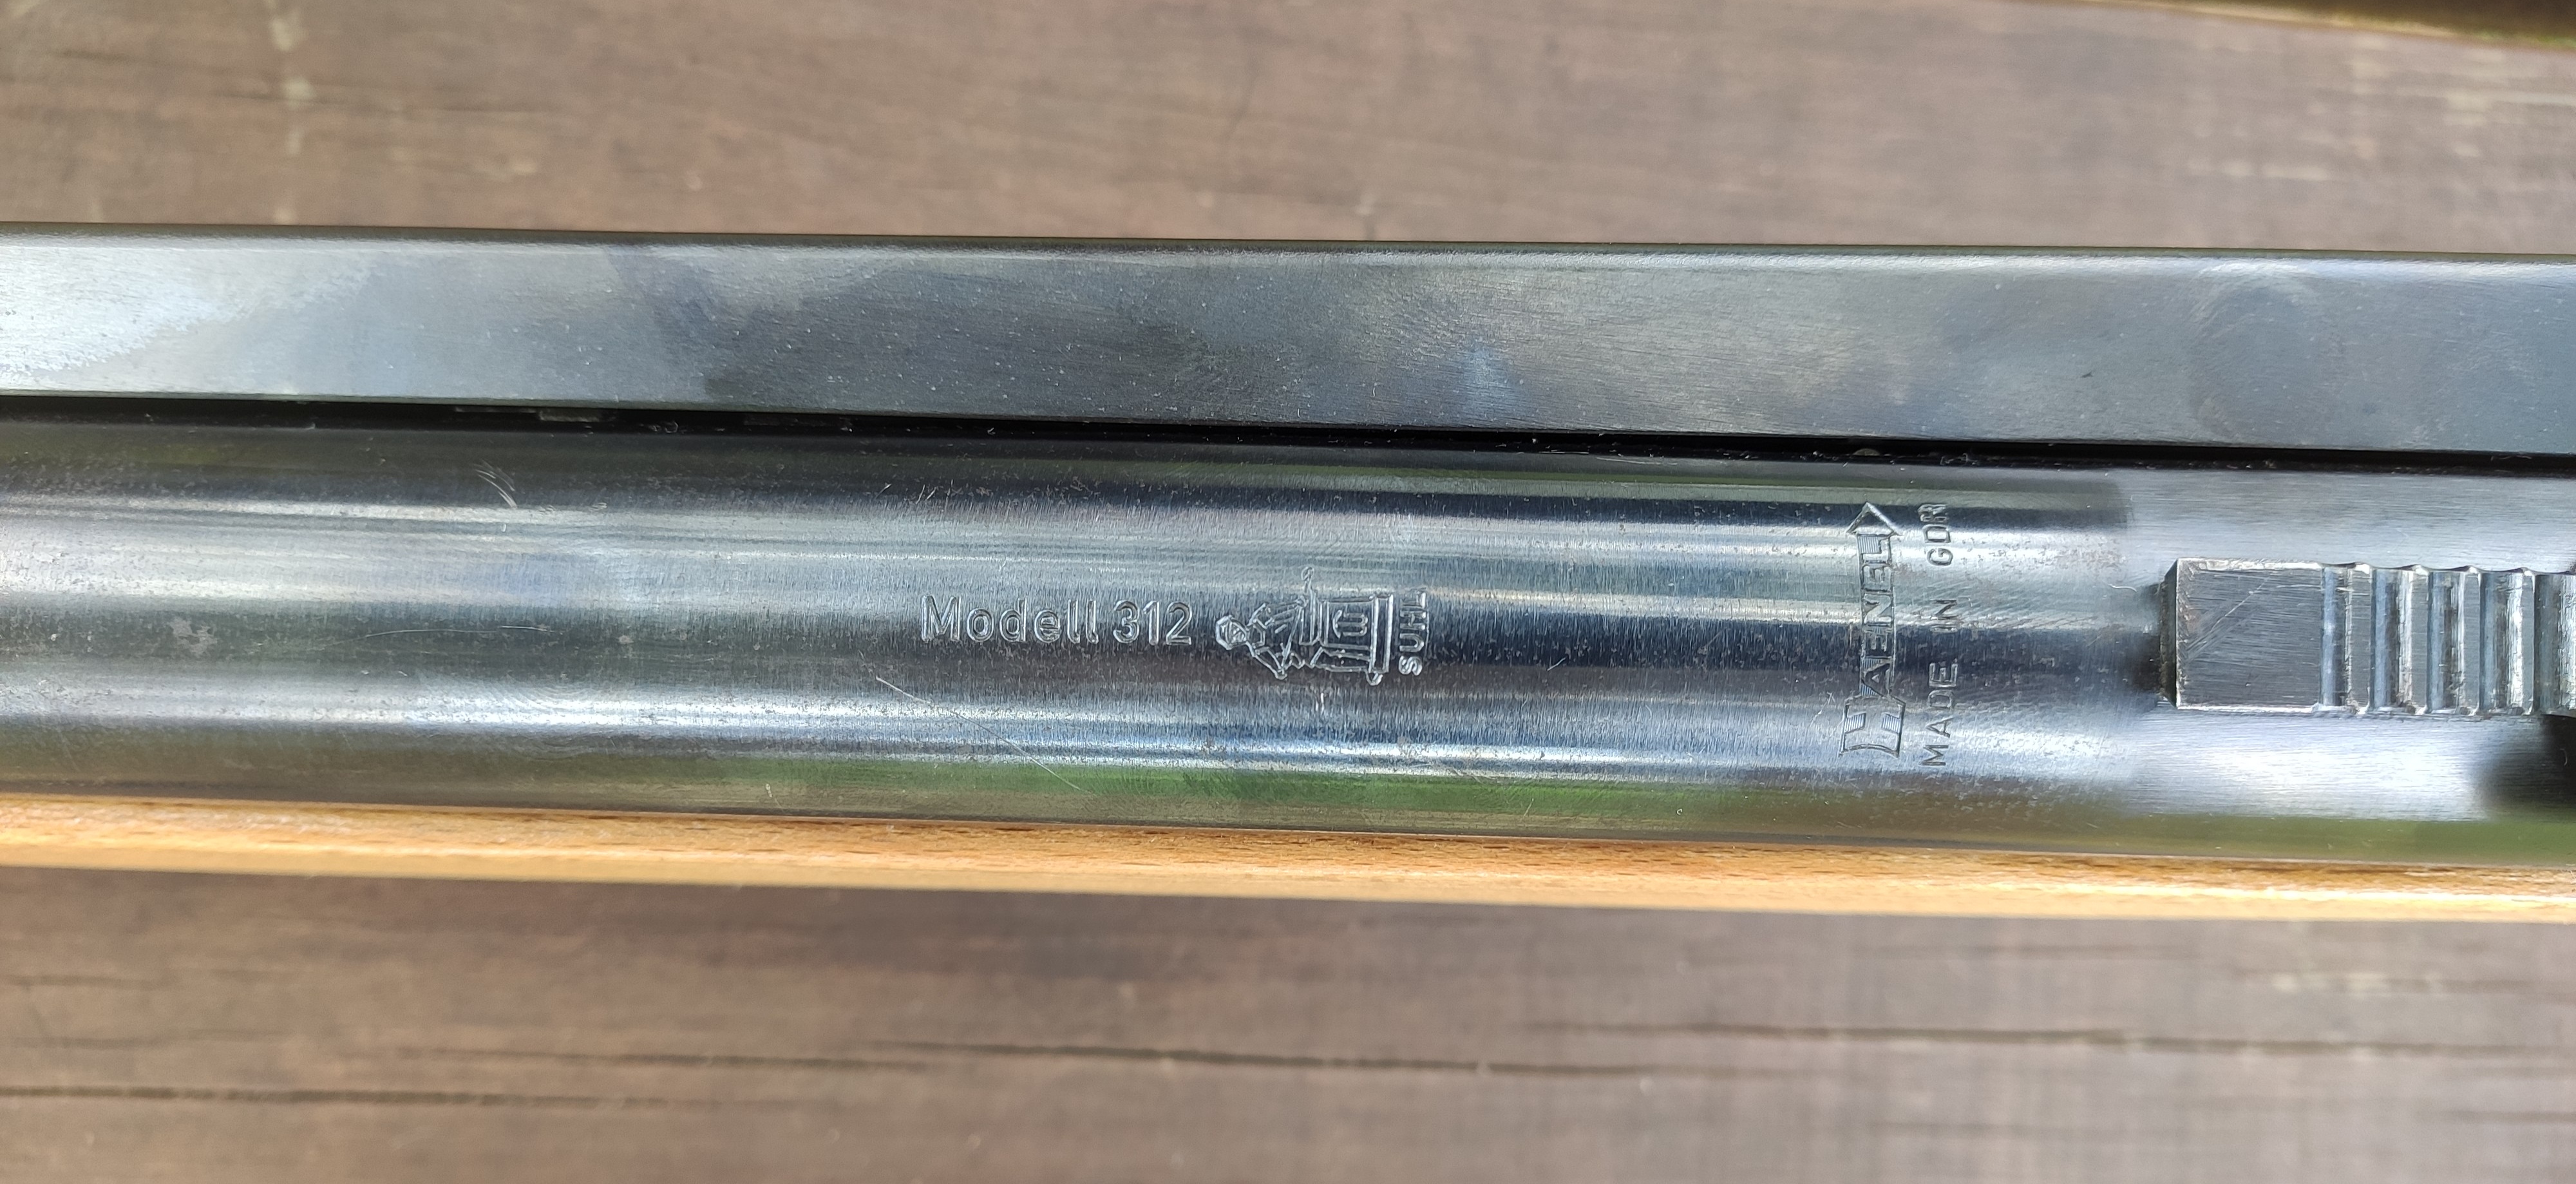 Modell 312
SUHL
HAENEL
MADE IN GDR